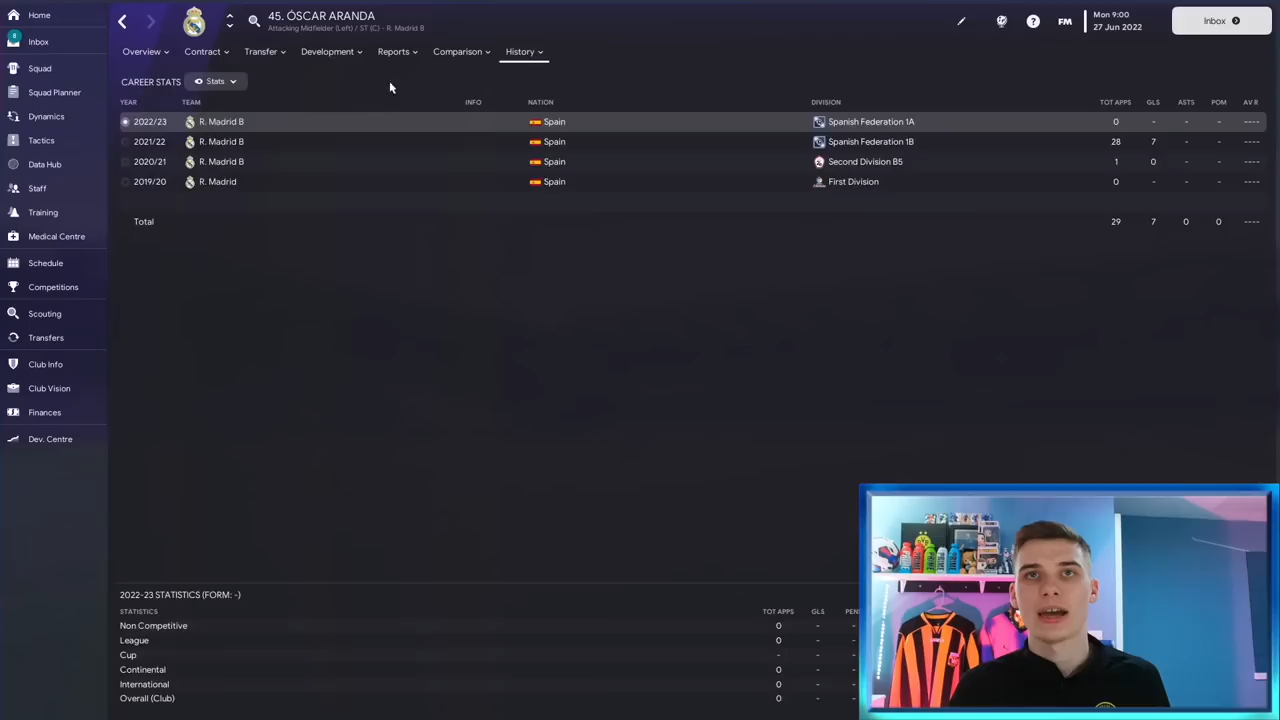 45. ÓSCAR ARANDA
Attacking Midfielder (Left) / ST (C) - R. Madrid B
FM
Mon 9:00
27 Jun 2022
Inbox
Home
8
Inbox
Squad
Squad Planner
Dynamics
Tactics
Data Hub
Staff
Training
Medical Centre
Schedule
Competitions
Scouting
Transfers
Club Info
Club Vision
Finances
Dev. Centre
Overview Contract Transfer Development Reports Comparison History
CAREER STATS Stats
YEAR TEAM INFO NATION DIVISION TOT APPS GLS ASTS POM AV R
2022/23 R. Madrid B Spain Spanish Federation 1A 0 - - - ----
2021/22 R. Madrid B Spain Spanish Federation 1B 28 7 - - ----
2020/21 R. Madrid B Spain Second Division B5 1 0 - - ----
2019/20 R. Madrid Spain First Division 0 - - - ----
Total 29 7 0 0 ----
2022-23 STATISTICS (FORM: -)
STATISTICS TOT APPS GLS PEN
Non Competitive 0 - -
League 0 - -
Cup - - -
Continental 0 - -
International 0 - -
Overall (Club) 0 - -